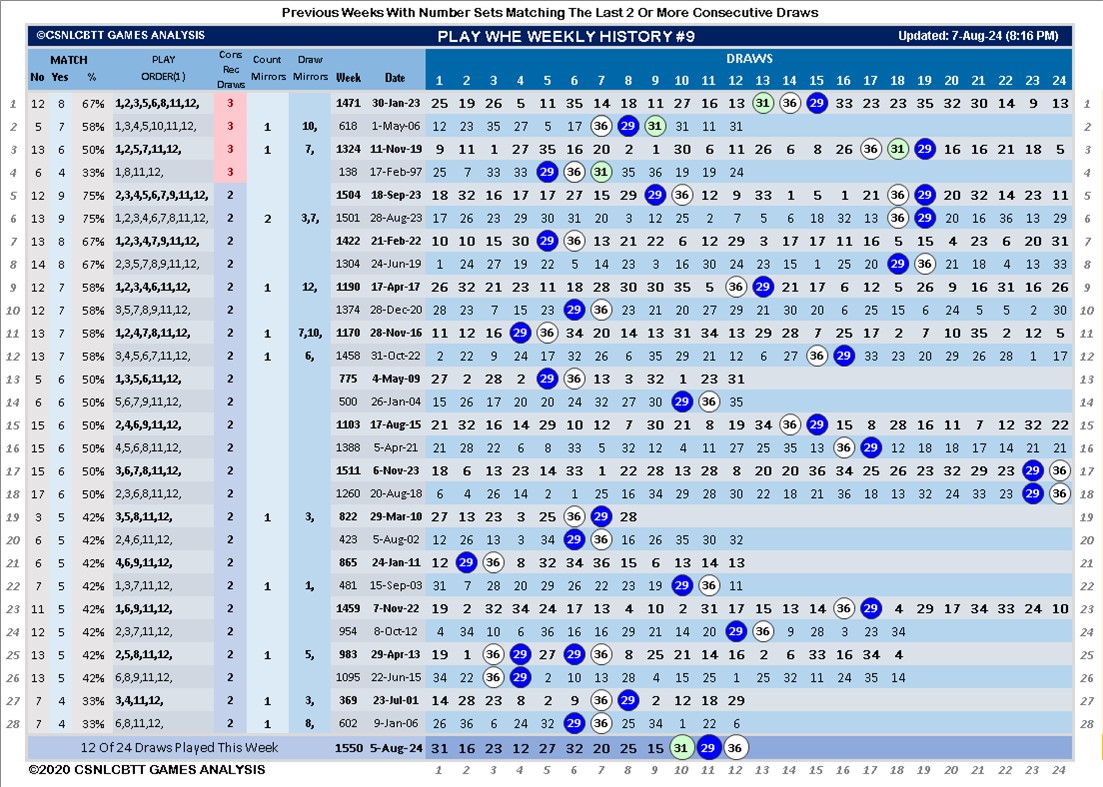 Previous Weeks With Number Sets Matching The Last 2 Or More Consecutive Draws
©CSNLCBTT GAMES ANALYSIS PLAY WHE WEEKLY HISTORY #9 Updated: 7-Aug-24 (8:16 PM)
MATCH PLAY Cons Count Draw DRAWS
No Yes % ORDER(1) Rec Draws Mirrors Mirrors Week Date 1 2 3 4 5 6 7 8 9 10 11 12 13 14 15 16 17 18 19 20 21 22 23 24
1 12 8 67% 1,2,3,5,6,8,11,12, 3 1471 30-Jan-23 25 19 26 5 11 35 14 18 11 27 16 13 31 14 29 33 23 23 35 32 30 14 9 13 1
2 5 7 58% 1,3,4,5,10,11,12, 3 1 10, 618 1-May-06 12 23 35 27 5 17 36 29 31 31 11 31 2
3 13 6 50% 1,2,5,7,11,12, 3 1 7, 1324 11-Nov-19 9 11 1 27 35 16 20 2 1 30 6 11 26 6 8 26 36 31 29 16 16 21 18 5 3
4 6 4 33% 1,8,11,12, 3 138 17-Feb-97 25 7 33 33 29 36 31 35 36 19 19 24 4
5 12 9 75% 2,3,4,5,6,7,9,11,12, 2 1504 18-Sep-23 18 32 16 17 17 27 15 29 29 36 12 9 33 1 5 1 21 36 29 20 32 14 23 11 5
6 13 9 75% 1,2,3,4,6,7,8,11,12, 2 2 3,7, 1501 28-Aug-23 17 26 23 29 30 31 20 3 12 25 2 7 5 6 18 32 13 36 29 20 16 36 13 29 6
7 13 8 67% 1,2,3,4,7,9,11,12, 2 1422 21-Feb-22 10 10 15 30 29 36 13 21 22 6 12 29 3 17 17 11 16 5 15 4 23 6 20 31 7
8 14 8 67% 2,3,5,7,8,9,11,12, 2 1304 24-Jun-19 1 24 27 19 22 5 14 23 3 16 30 24 23 15 1 25 20 29 36 21 18 4 13 33 8
9 12 7 58% 1,2,3,4,6,11,12, 2 1 12, 1190 17-Apr-17 26 32 21 23 11 18 28 30 30 35 5 36 29 21 17 6 12 5 26 9 16 31 16 26 9
10 12 7 58% 3,5,7,8,9,11,12, 2 1374 28-Dec-20 28 23 7 15 23 29 36 13 20 10 27 29 21 30 20 6 25 15 6 24 5 5 2 30 10
11 13 7 58% 1,2,4,7,8,11,12, 2 1 7,10, 1170 28-Nov-16 11 12 16 29 36 34 20 14 13 31 34 13 29 28 7 25 17 2 7 10 35 2 12 5 11
12 13 7 58% 3,4,5,6,7,11,12, 2 1 6, 1458 31-Oct-22 2 22 9 24 17 32 26 6 35 29 21 12 6 27 36 29 33 23 20 29 26 28 1 17 12
13 5 6 50% 1,3,5,6,11,12, 2 775 4-May-09 27 2 28 2 29 36 13 3 32 1 23 31 13
14 6 6 50% 5,6,7,9,11,12, 2 500 26-Jan-04 15 26 17 20 20 24 32 27 30 29 36 35 14
15 15 6 50% 2,4,6,9,11,12, 2 1103 17-Aug-15 21 32 16 14 29 10 12 7 30 21 8 19 34 36 29 15 8 28 16 11 7 12 32 22 15
16 15 6 50% 4,5,6,8,11,12, 2 1388 5-Apr-21 21 28 22 6 8 33 5 32 12 4 11 27 25 35 13 36 29 12 18 18 17 14 21 21 16
17 15 6 50% 3,6,7,8,11,12, 2 1511 6-Nov-23 18 6 13 23 14 33 1 22 28 13 28 8 20 20 36 34 25 26 23 32 29 23 29 36 17
18 17 6 50% 2,3,6,8,11,12, 2 1260 20-Aug-18 6 4 26 14 2 1 25 16 34 29 28 30 22 18 21 36 18 13 32 24 33 23 29 36 18
19 3 5 42% 3,5,8,11,12, 2 1 3, 822 29-Mar-10 27 13 23 3 25 36 29 28 19
20 6 5 42% 2,4,6,11,12, 2 423 5-Aug-02 12 26 13 3 34 29 36 16 26 35 30 32 20
21 6 5 42% 4,6,9,11,12, 2 865 24-Jan-11 12 29 36 8 32 34 36 15 6 13 14 13 21
22 7 5 42% 1,3,7,11,12, 2 1 1, 481 15-Sep-03 31 7 28 20 29 26 22 23 19 29 36 11 22
23 11 5 42% 1,6,9,11,12, 2 1459 7-Nov-22 19 2 32 34 24 17 13 4 10 2 31 17 15 13 14 36 29 4 29 17 34 33 24 10 23
24 12 5 42% 2,3,7,11,12, 2 954 8-Oct-12 4 34 10 6 36 16 16 29 21 14 20 29 36 9 28 3 23 34 24
25 13 5 42% 2,5,8,11,12, 2 1 5, 983 29-Apr-13 19 1 36 29 27 29 36 8 25 21 14 16 2 6 33 16 34 4 25
26 13 5 42% 6,8,9,11,12, 2 1095 22-Jun-15 34 22 36 29 2 10 13 28 4 15 25 1 25 32 11 24 35 14 26
27 7 4 33% 3,4,11,12, 2 1 3, 369 23-Jul-01 14 28 23 8 2 9 36 29 2 12 18 29 27
28 7 4 33% 6,8,11,12, 2 1 8, 602 9-Jan-06 26 36 6 24 32 29 36 25 34 1 22 6 28
12 Of 24 Draws Played This Week 1550 5-Aug-24 31 16 23 12 27 32 20 25 15 31 29 36
©2020 CSNLCBTT GAMES ANALYSIS 1 2 3 4 5 6 7 8 9 10 11 12 13 14 15 16 17 18 19 20 21 22 23 24